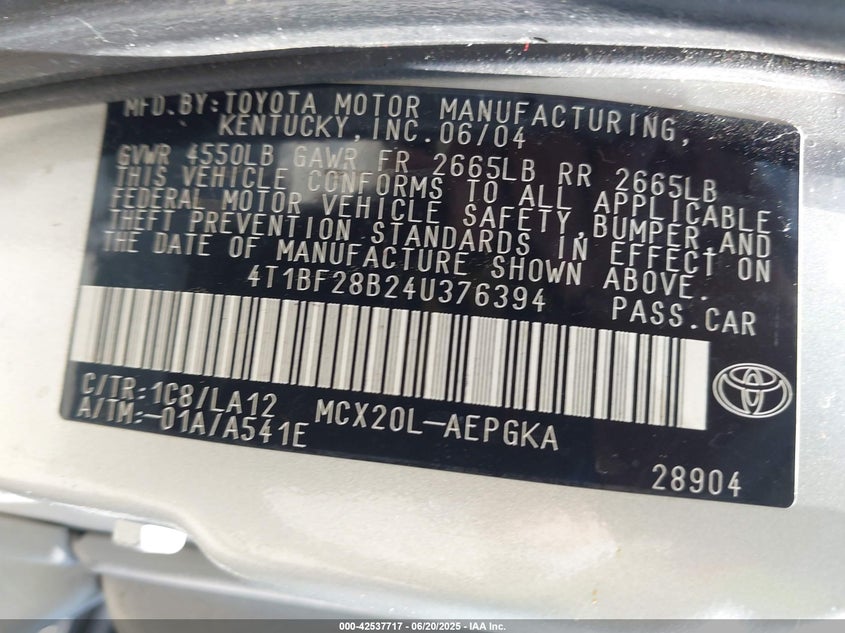 MFD.BY:TOYOTA MOTOR MANUFACTURING,
KENTUCKY,INC.06/04
GVWR 4550LB GAWR FR 2665LB RR 2665LB
THIS VEHICLE CONFORMS TO ALL APPLICABLE
FEDERAL MOTOR VEHICLE SAFETY,BUMPER,AND
THEFT PREVENTION STANDARDS IN EFFECT ON
THE DATE OF MANUFACTURE SHOWN ABOVE.
4T1BF28B24U376394 PASS.CAR
C/TR:1C8/LA12 MCX20L-AEPGKA
A/TM:-01A/A541E
28904
000-42537717 - 06/20/2025 - IAA Inc.